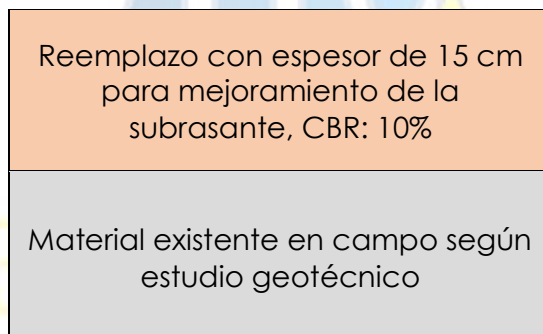 Reemplazo con espesor de 15 cm
para mejoramiento de la
subrasante, CBR: 10%
Material existente en campo según
estudio geotécnico